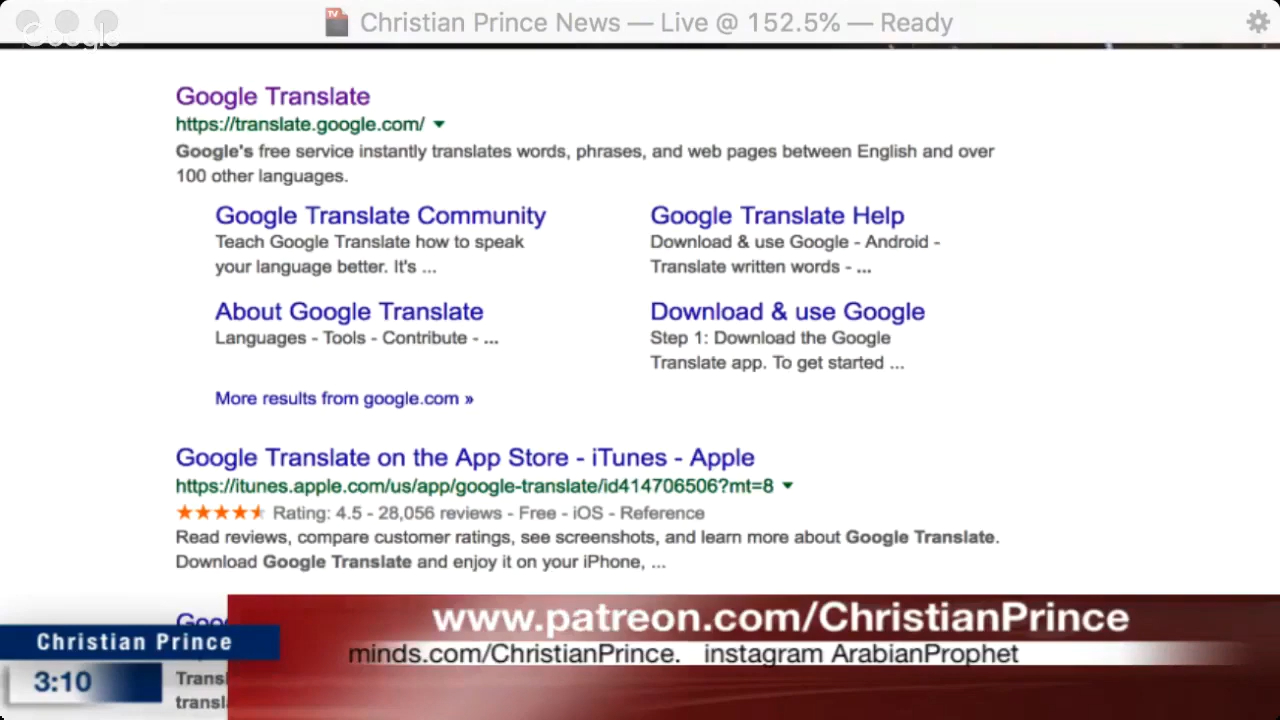 TV Christian Prince News — Live @ 152.5% — Ready
Google
Google Translate
https://translate.google.com/
Google's free service instantly translates words, phrases, and web pages between English and over
100 other languages.
Google Translate Community
Teach Google Translate how to speak
your language better. It's ...
Google Translate Help
Download & use Google - Android -
Translate written words - ...
About Google Translate
Languages - Tools - Contribute - ...
Download & use Google
Step 1: Download the Google
Translate app. To get started ...
More results from google.com »
Google Translate on the App Store - iTunes - Apple
https://itunes.apple.com/us/app/google-translate/id414706506?mt=8
Rating: 4.5 - 28,056 reviews - Free - iOS - Reference
Read reviews, compare customer ratings, see screenshots, and learn more about Google Translate.
Download Google Translate and enjoy it on your iPhone, ...
www.patreon.com/ChristianPrince
Christian Prince
minds.com/ChristianPrince. instagram ArabianProphet
3:10